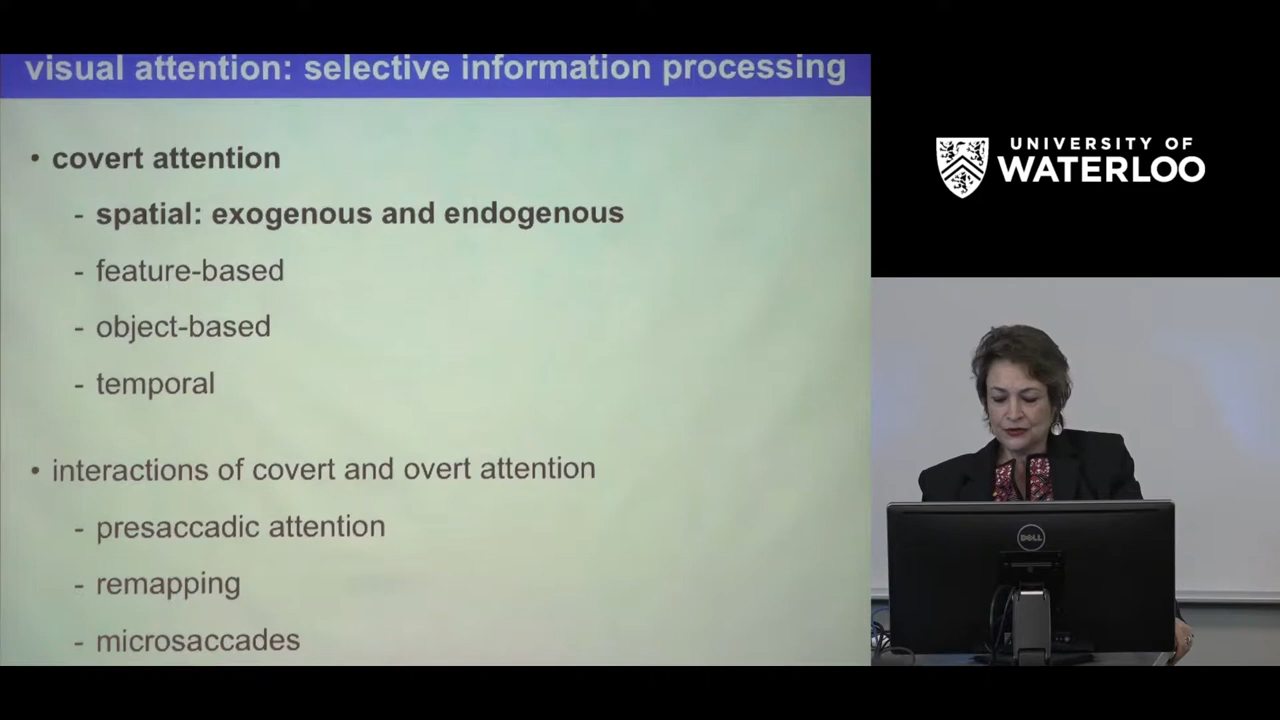 visual attention: selective information processing
• covert attention
- spatial: exogenous and endogenous
- feature-based
- object-based
- temporal
• interactions of covert and overt attention
- presaccadic attention
- remapping
- microsaccades
UNIVERSITY OF
WATERLOO
DELL